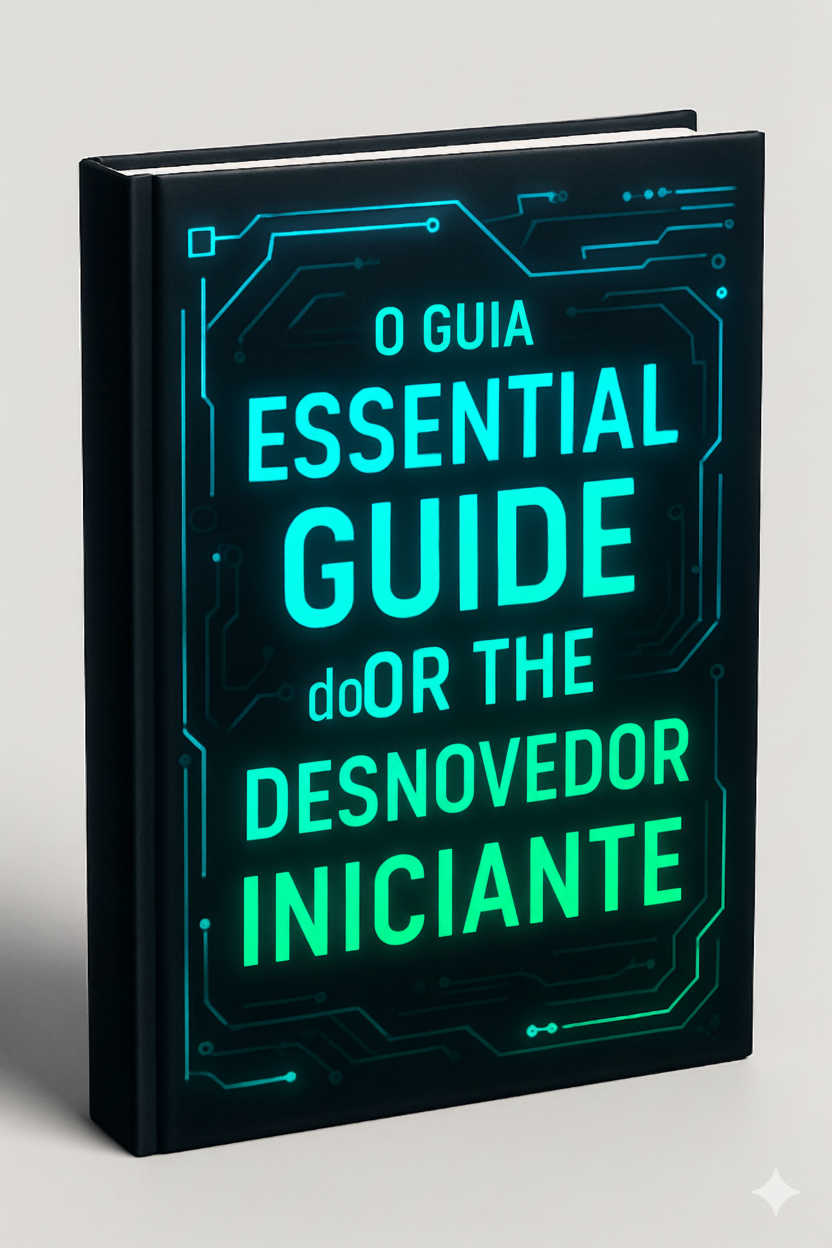 O GUIA
ESSENTIAL
GUIDE
doOR THE
DESNOVEDOR
INICIANTE